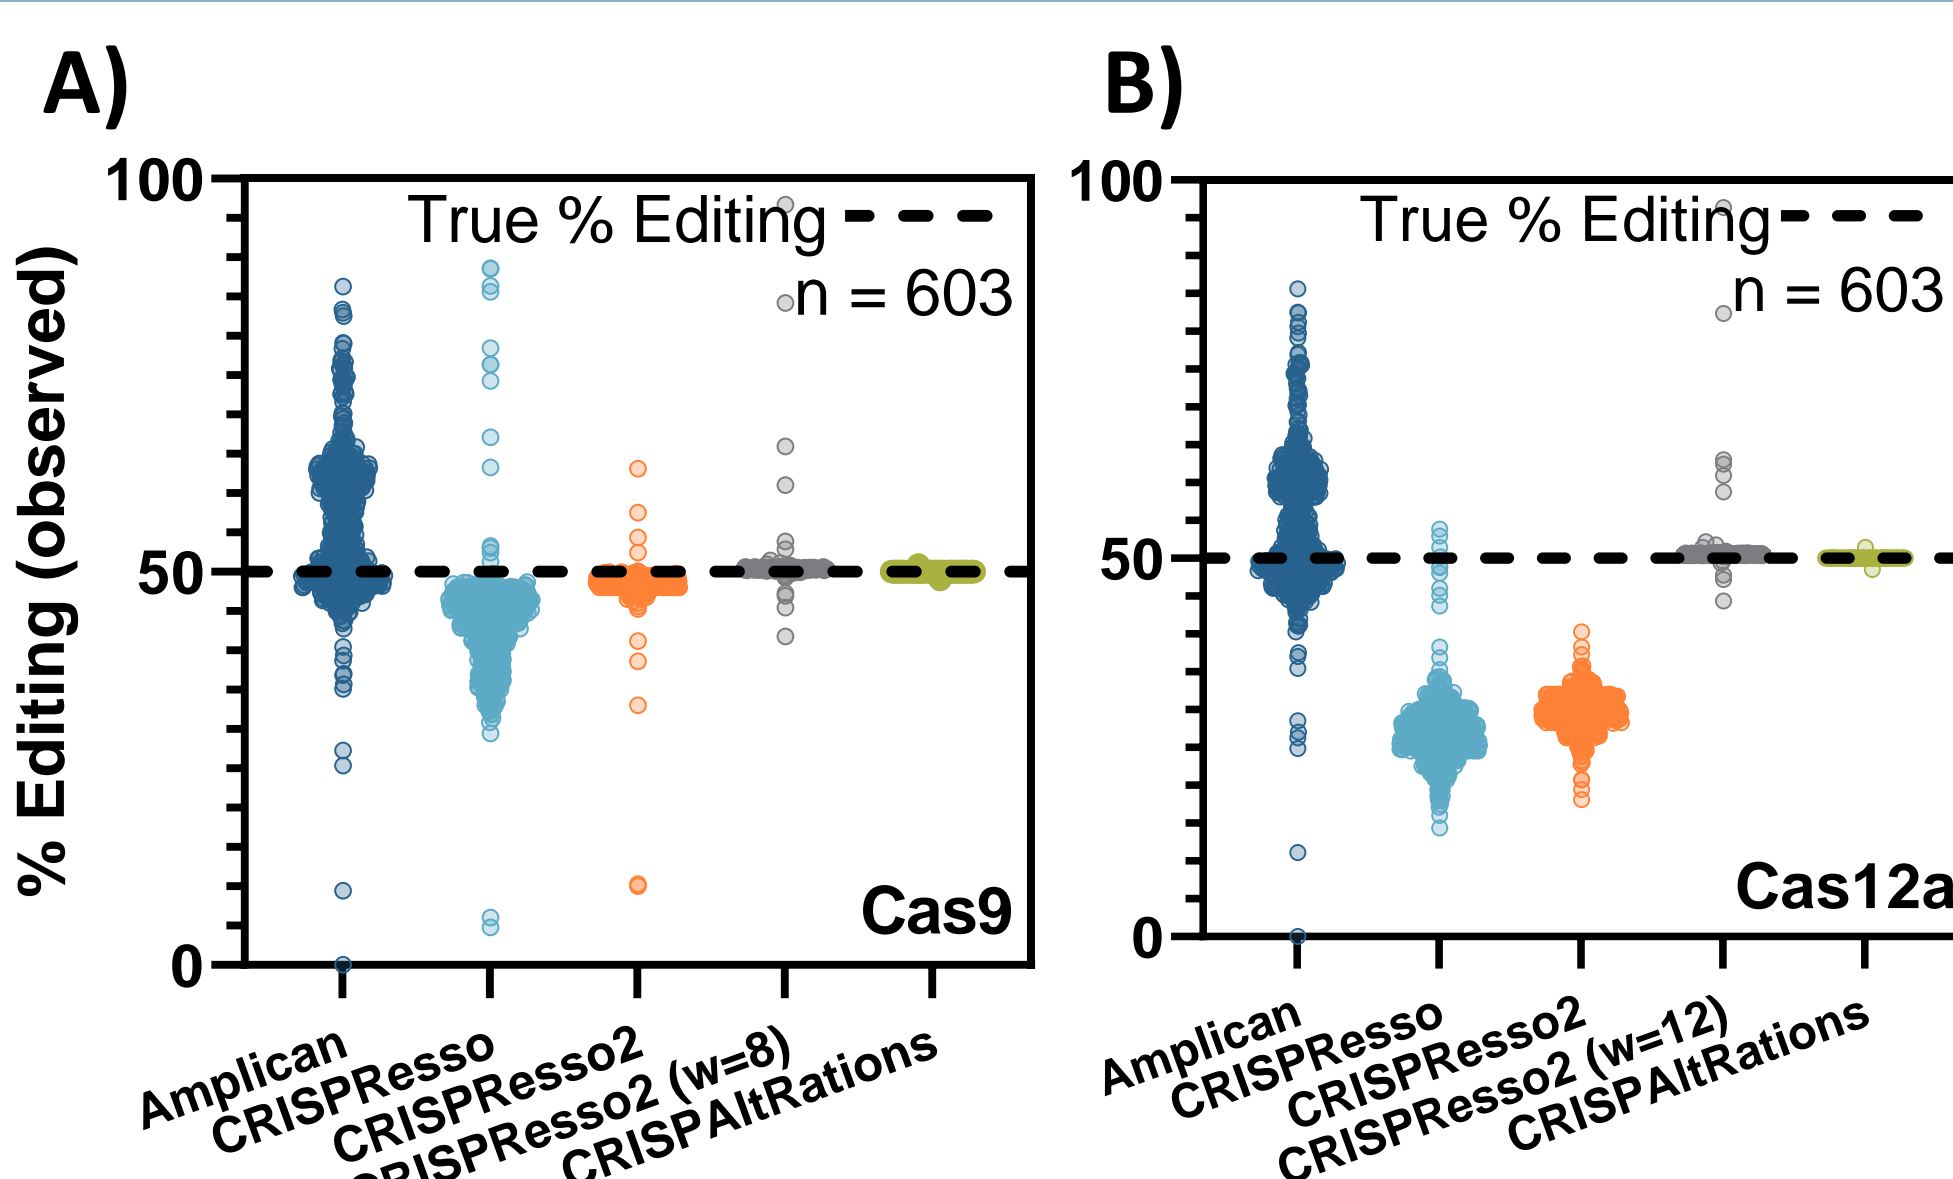 A)
B)
% Editing (observed)
100
50
0
True % Editing
n = 603
Cas9
Amplican
CRISPResso
CRISPResso2
CRISPResso2 (w=8)
CRISPAltRations
100
50
0
True % Editing
n = 603
Cas12a
Amplican
CRISPResso
CRISPResso2
CRISPResso2 (w=12)
CRISPAltRations